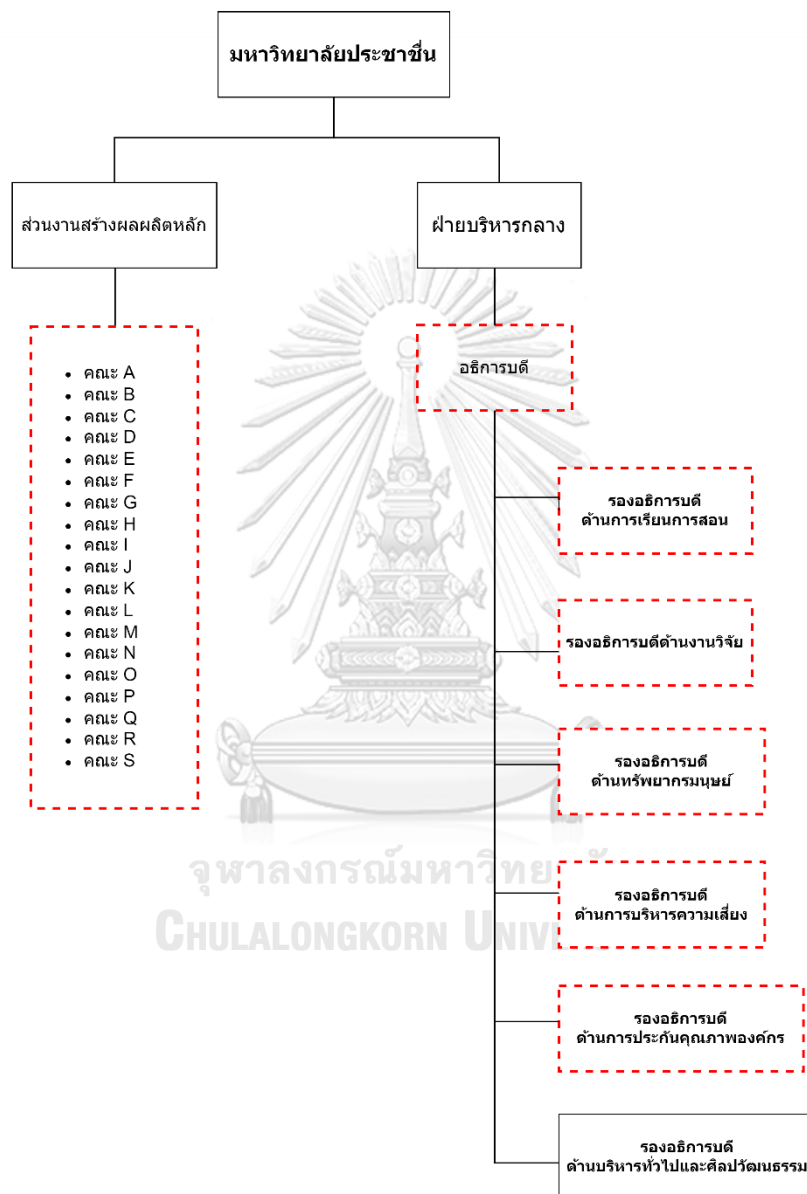 มหาวิทยาลัยประชาชื่น
ส่วนงานสร้างผลผลิตหลัก
ฝ่ายบริหารกลาง
• คณะ A
• คณะ B
• คณะ C
• คณะ D
• คณะ E
• คณะ F
• คณะ G
• คณะ H
• คณะ I
• คณะ J
• คณะ K
• คณะ L
• คณะ M
• คณะ N
• คณะ O
• คณะ P
• คณะ Q
• คณะ R
• คณะ S
อธิการบดี
รองอธิการบดี
ด้านการเรียนการสอน
รองอธิการบดีด้านงานวิจัย
รองอธิการบดี
ด้านทรัพยากรมนุษย์
รองอธิการบดี
ด้านการบริหารความเสี่ยง
รองอธิการบดี
ด้านการประกันคุณภาพองค์กร
รองอธิการบดี
ด้านบริหารทั่วไปและศิลปวัฒนธรรม
จุฬาลงกรณ์มหาวิทย
CHULALONGKORN UNIV